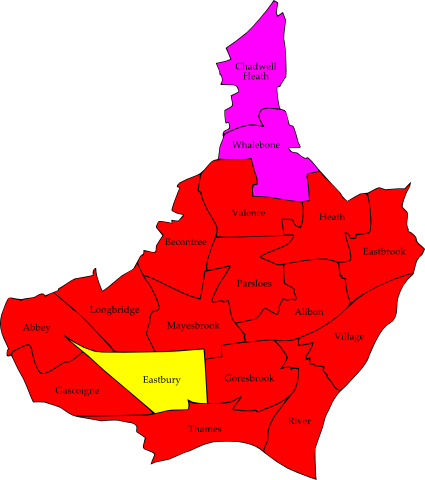 Chadwell
Heath
Whalebone
Valence
Heath
Becontree
Eastbrook
Parsloes
Longbridge
Alibon
Abbey
Mayesbrook
Village
Eastbury
Goresbrook
Gascoigne
River
Thames